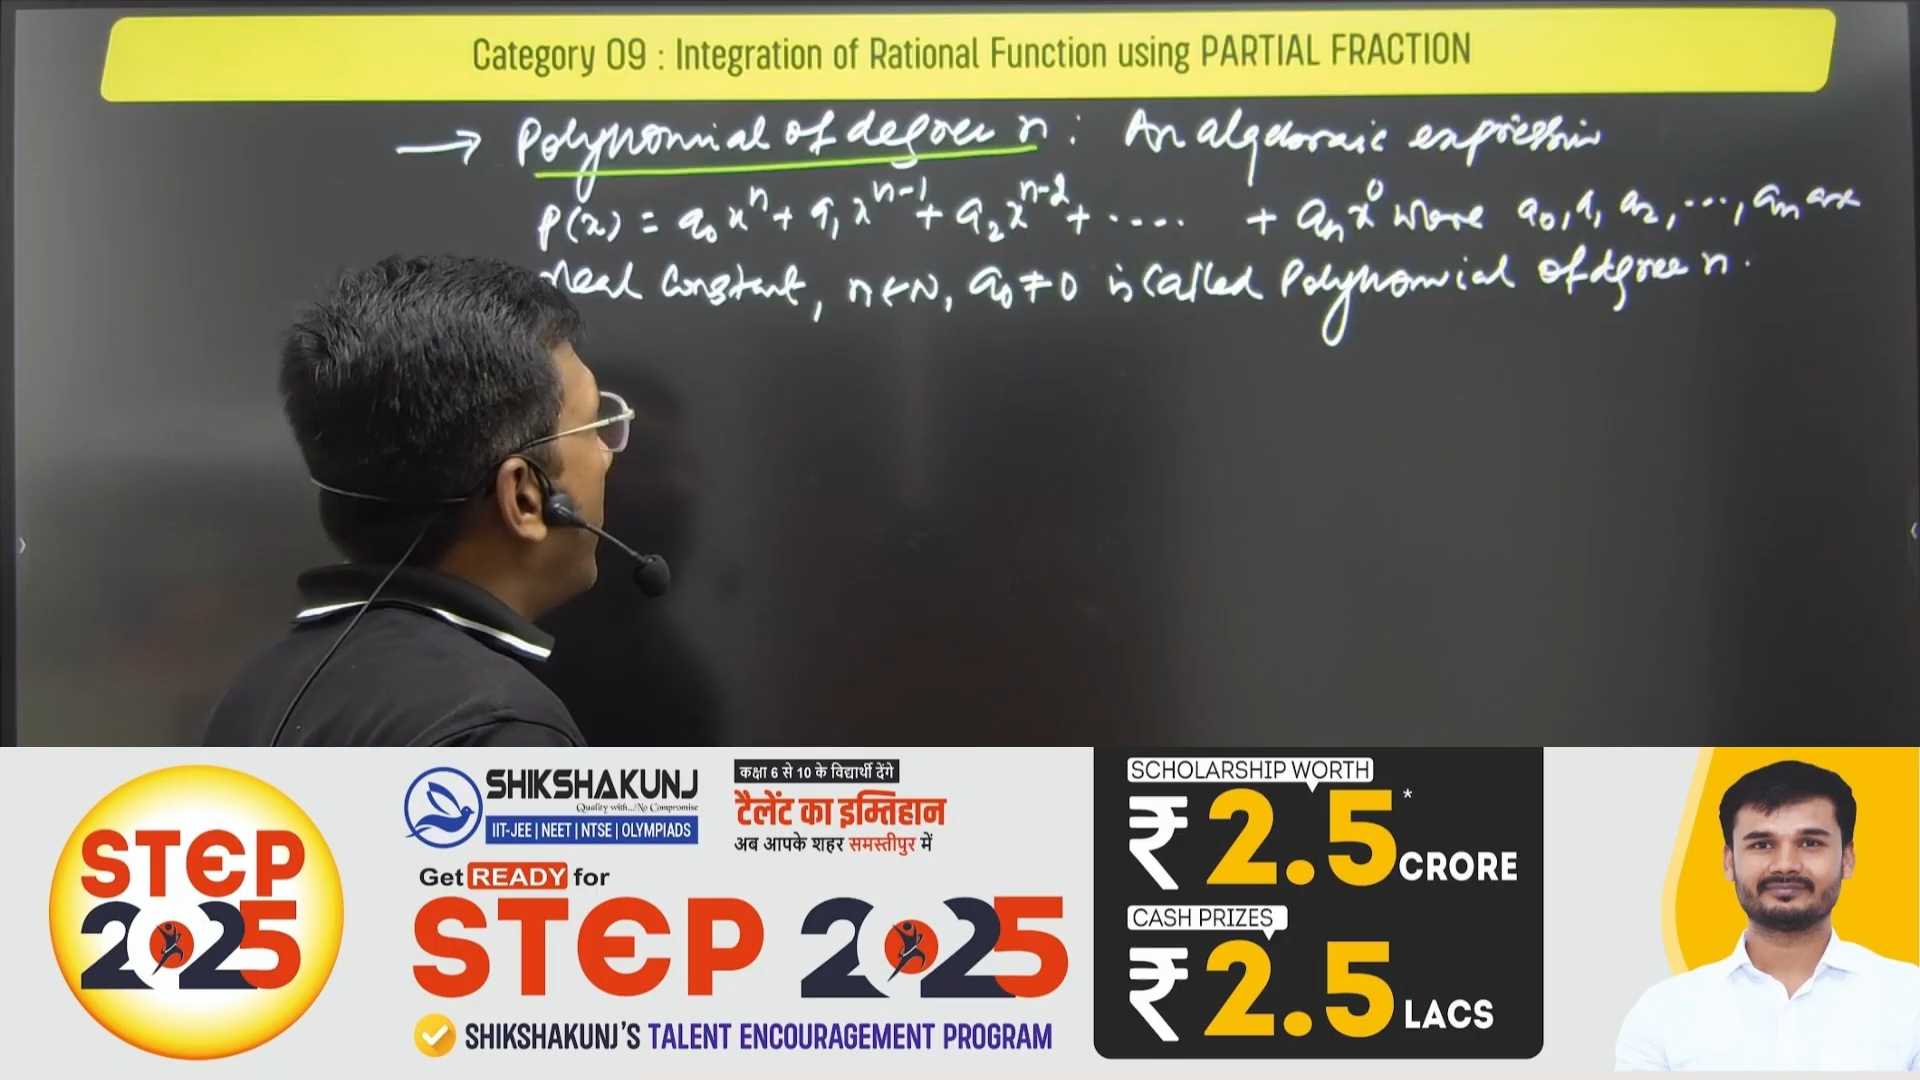 Category 09 : Integration of Rational Function using PARTIAL FRACTION
→ Polynomial of degree n : An algebraic expression
P(x) = a₀xⁿ + a₁xⁿ⁻¹ + a₂xⁿ⁻² + .... + aₙx⁰ where a₀, a₁, a₂, ..., aₙ are
real constant, n ∈ N, a₀ ≠ 0 is called Polynomial of degree n.
STEP
2025
SHIKSHAKUNJ
Quality with...No Compromise
IIT-JEE | NEET | NTSE | OLYMPIADS
कक्षा 6 से 10 के विद्यार्थी देंगे
टैलेंट का इम्तिहान
अब आपके शहर समस्तीपुर में
Get READY for
STEP 2025
SHIKSHAKUNJ'S TALENT ENCOURAGEMENT PROGRAM
SCHOLARSHIP WORTH
₹ 2.5* CRORE
CASH PRIZES
₹ 2.5 LACS